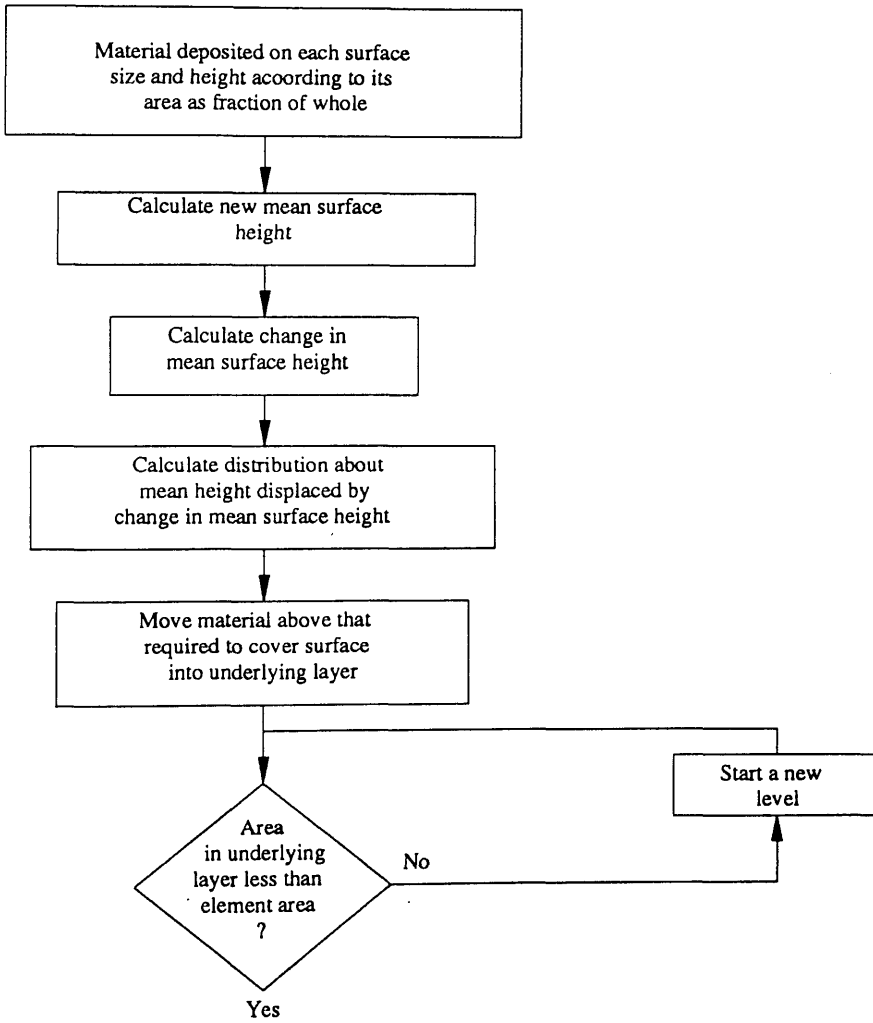 Material deposited on each surface
size and height acoording to its
area as fraction of whole
Calculate new mean surface
height
Calculate change in
mean surface height
Calculate distribution about
mean height displaced by
change in mean surface height
Move material above that
required to cover surface
into underlying layer
Start a new
level
Area
in underlying
layer less than
element area
?
No
Yes